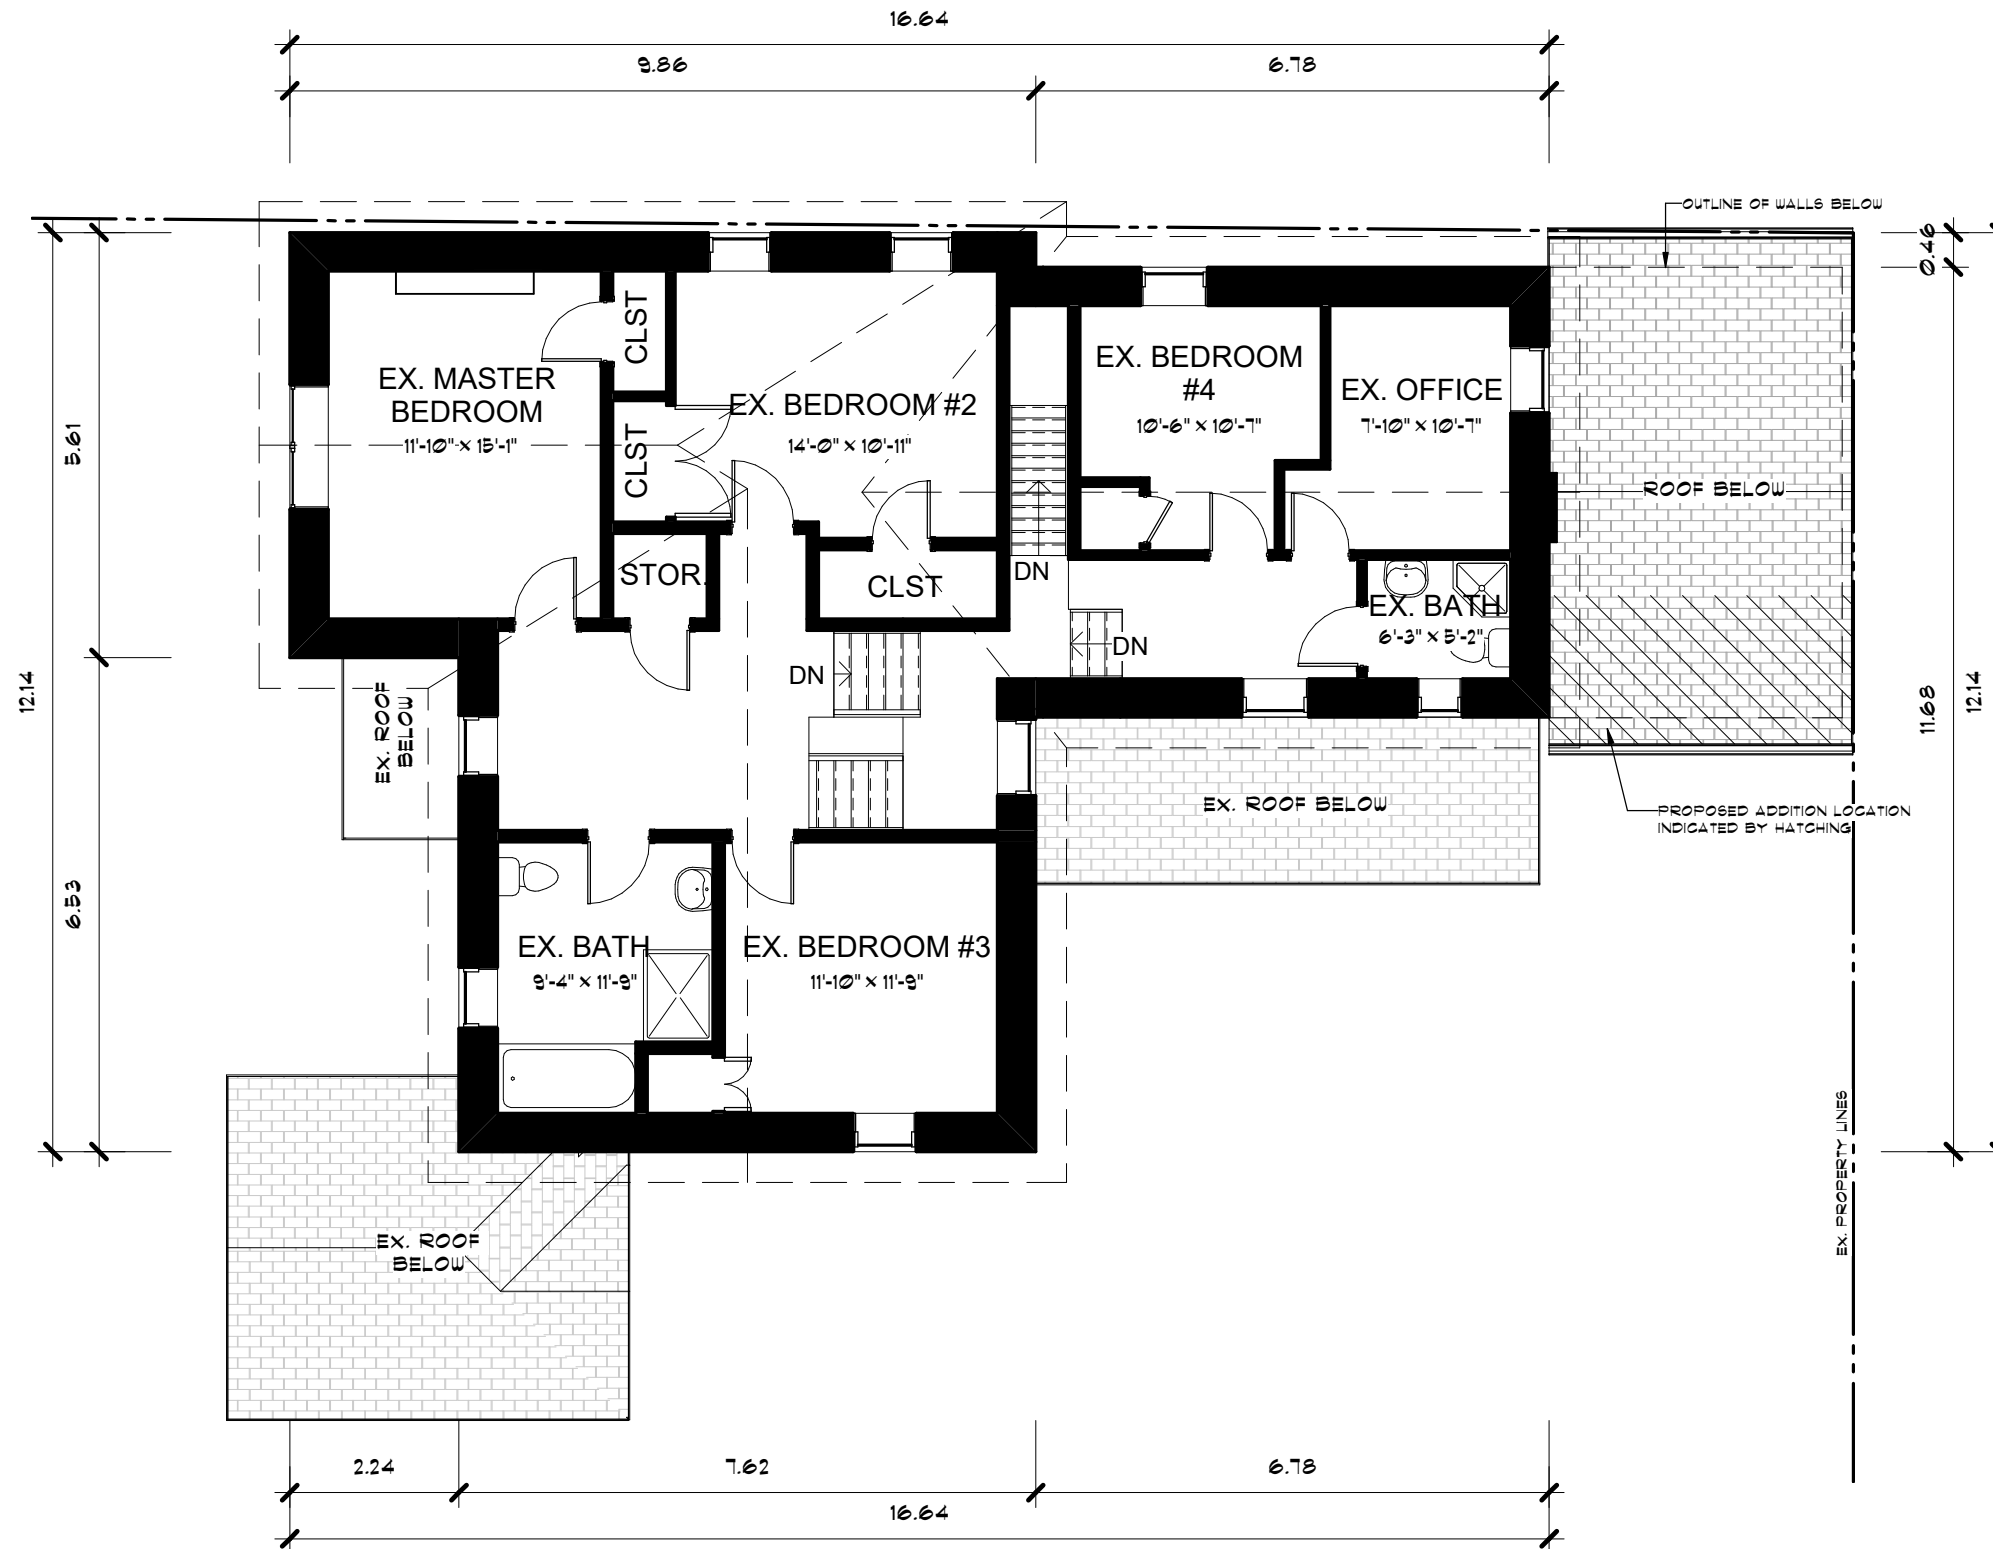 16.64
9.86
6.78
OUTLINE OF WALLS BELOW
0.46
CLST
EX. MASTER
BEDROOM
11'-10" x 15'-1"
CLST
EX. BEDROOM #2
14'-0" x 10'-11"
EX. BEDROOM
#4
10'-6" x 10'-7"
EX. OFFICE
7'-10" x 10'-7"
5.61
ROOF BELOW
STOR.
CLST
DN
EX. BATH
6'-3" x 5'-2"
DN
DN
12.14
EX. ROOF
BELOW
11.68
12.14
EX. ROOF BELOW
PROPOSED ADDITION LOCATION
INDICATED BY HATCHING
6.53
EX. BATH
9'-4" x 11'-9"
EX. BEDROOM #3
11'-10" x 11'-9"
EX. PROPERTY LINES
EX. ROOF
BELOW
2.24
7.62
6.78
16.64